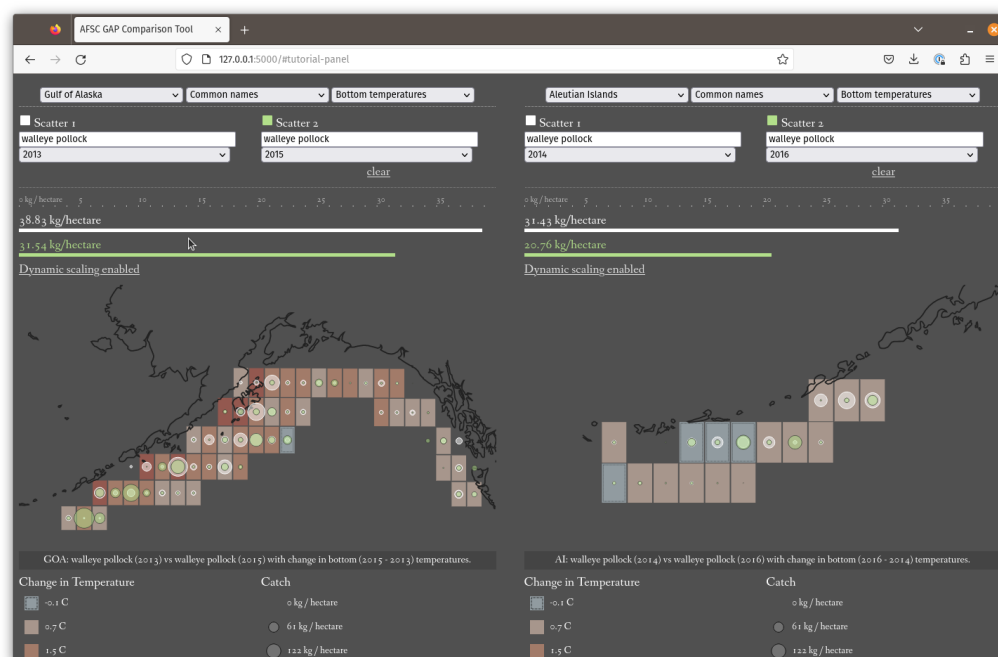 AFSC GAP Comparison Tool
127.0.0.1:5000/#tutorial-panel
Gulf of Alaska Common names Bottom temperatures
Scatter 1 Scatter 2
walleye pollock walleye pollock
2013 2015
clear
0 kg / hectare 5 10 15 20 25 30 35
38.83 kg/hectare
31.54 kg/hectare
Dynamic scaling enabled
GOA: walleye pollock (2013) vs walleye pollock (2015) with change in bottom (2015 - 2013) temperatures.
Change in Temperature Catch
-0.1 C 0 kg / hectare
0.7 C 61 kg / hectare
1.5 C 122 kg / hectare
Aleutian Islands Common names Bottom temperatures
Scatter 1 Scatter 2
walleye pollock walleye pollock
2014 2016
clear
0 kg / hectare 5 10 15 20 25 30 35
31.43 kg/hectare
20.76 kg/hectare
Dynamic scaling enabled
AI: walleye pollock (2014) vs walleye pollock (2016) with change in bottom (2016 - 2014) temperatures.
Change in Temperature Catch
-0.1 C 0 kg / hectare
0.7 C 61 kg / hectare
1.5 C 122 kg / hectare